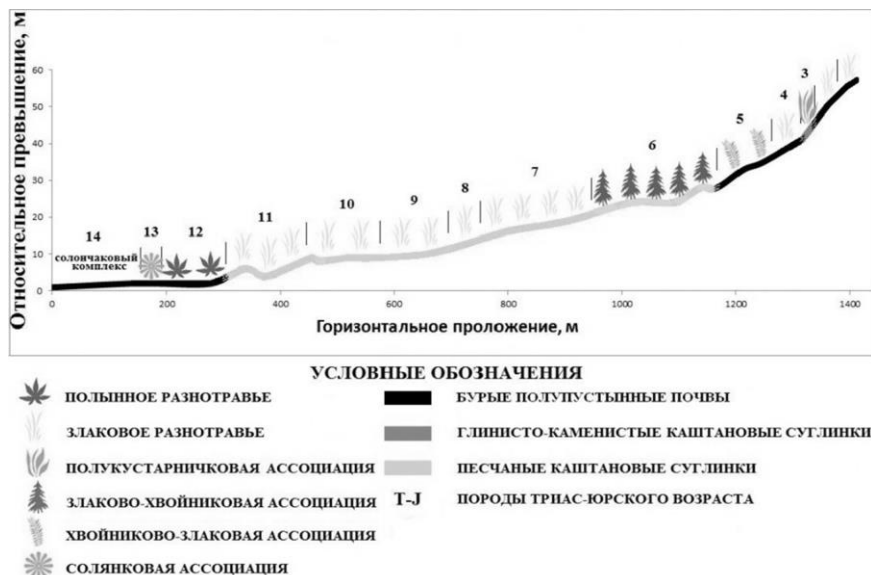 Относительное превышение, м
60
50
40
30
20
10
0
14
солончаковый
комплекс
13
12
11
10
9
8
7
6
5
4
3
0
200
400
600
800
1000
1200
1400
Горизонтальное проложение, м
УСЛОВНЫЕ ОБОЗНАЧЕНИЯ
ПОЛЫННОЕ РАЗНОТРАВЬЕ
ЗЛАКОВОЕ РАЗНОТРАВЬЕ
ПОЛУКУСТАРНИЧКОВАЯ АССОЦИАЦИЯ
ЗЛАКОВО-ХВОЙНИКОВАЯ АССОЦИАЦИЯ
ХВОЙНИКОВО-ЗЛАКОВАЯ АССОЦИАЦИЯ
СОЛЯНКОВАЯ АССОЦИАЦИЯ
БУРЫЕ ПОЛУПУСТЫННЫЕ ПОЧВЫ
ГЛИНИСТО-КАМЕНИСТЫЕ КАШТАНОВЫЕ СУГЛИНКИ
ПЕСЧАНЫЕ КАШТАНОВЫЕ СУГЛИНКИ
T-J ПОРОДЫ ТРИАС-ЮРСКОГО ВОЗРАСТА